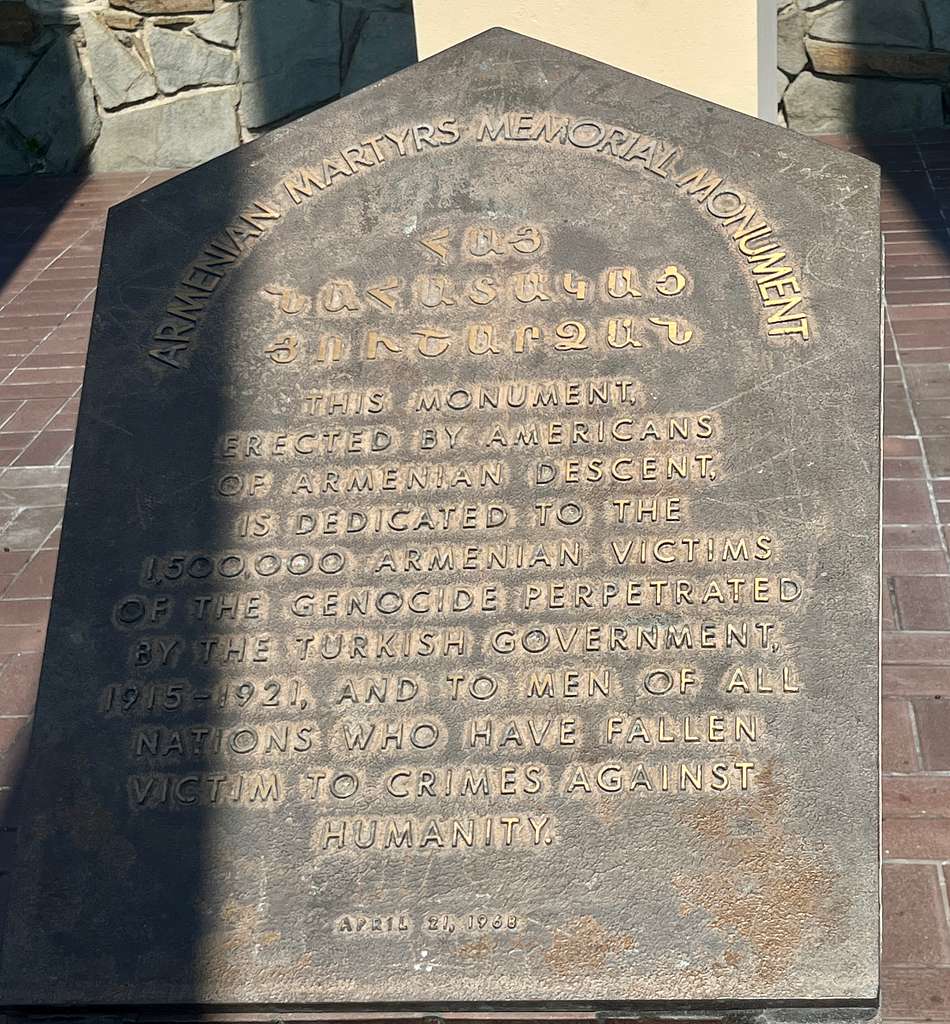 ARMENIAN MARTYRS MEMORIAL MONUMENT
ՀԱՅ
ՆԱՀԱՏԱԿԱՑ
ՅՈՒՇԱՐՁԱՆ
THIS MONUMENT,
ERECTED BY AMERICANS
OF ARMENIAN DESCENT,
IS DEDICATED TO THE
1,500,000 ARMENIAN VICTIMS
OF THE GENOCIDE PERPETRATED
BY THE TURKISH GOVERNMENT,
1915-1921, AND TO MEN OF ALL
NATIONS WHO HAVE FALLEN
VICTIM TO CRIMES AGAINST
HUMANITY.
APRIL 21, 1968